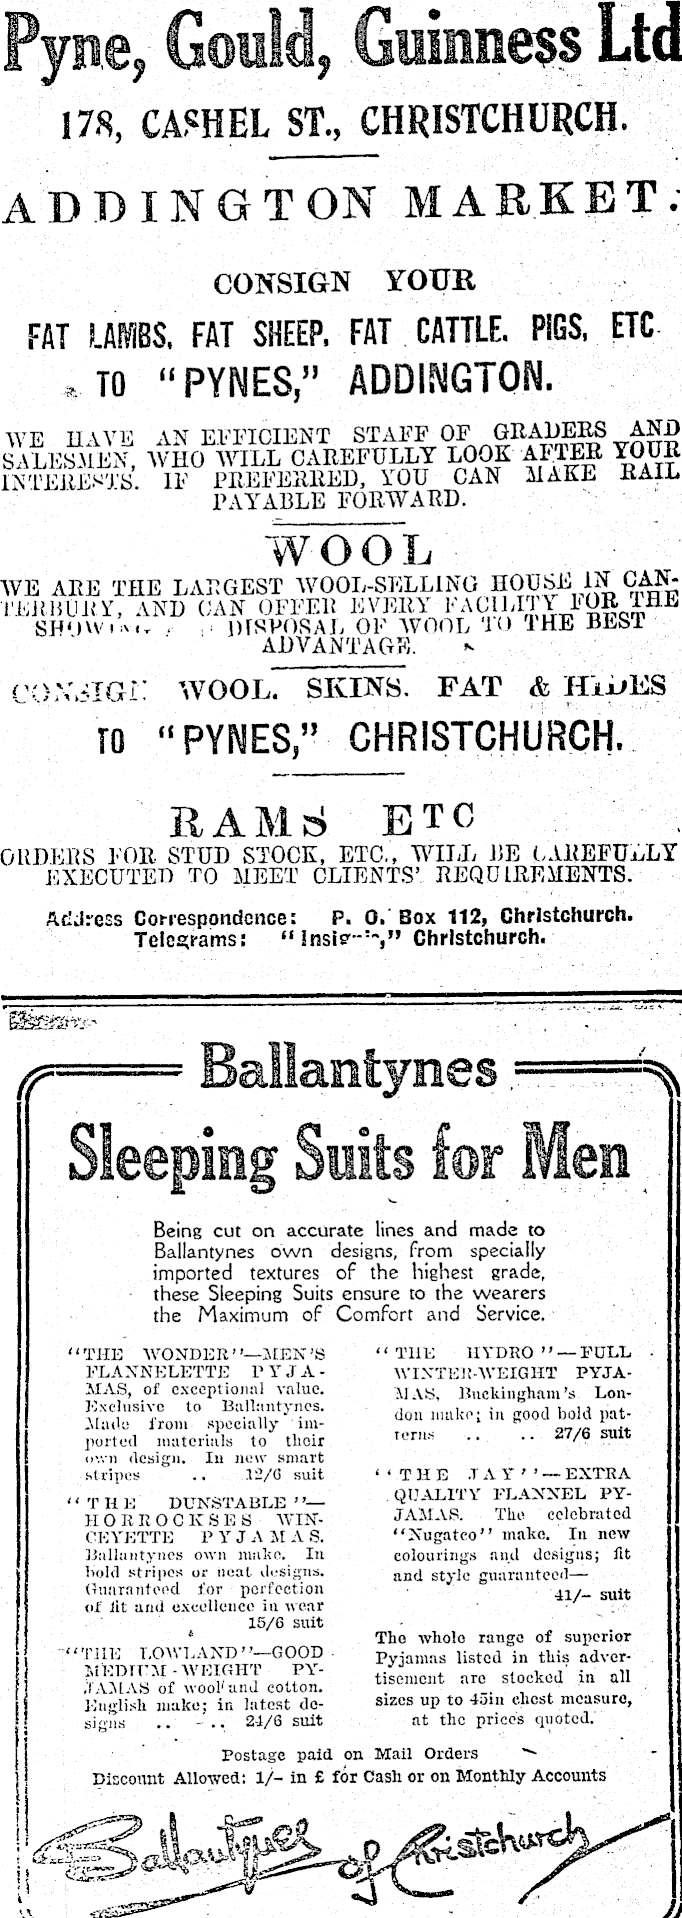 Pyne, Gould, Guinness Ltd
178, CASHEL ST., CHRISTCHURCH.
ADDINGTON MARKET.
CONSIGN YOUR
FAT LAMBS, FAT SHEEP, FAT CATTLE, PIGS, ETC
TO "PYNES," ADDINGTON.
WE HAVE AN EFFICIENT STAFF OF GRADERS AND
SALESMEN, WHO WILL CAREFULLY LOOK AFTER YOUR
INTERESTS. IF PREFERRED, YOU CAN MAKE RAIL
PAYABLE FORWARD.
WOOL
WE ARE THE LARGEST WOOL-SELLING HOUSE IN CAN-
TERBURY, AND CAN OFFER EVERY FACILITY FOR THE
DISPOSAL OF WOOL TO THE BEST
ADVANTAGE.
CONSIGN WOOL. SKINS. FAT & HIDES
TO "PYNES," CHRISTCHURCH.
RAMS ETC
ORDERS FOR STUD STOCK, ETC., WILL BE CAREFULLY
EXECUTED TO MEET CLIENTS' REQUIREMENTS.
Address Correspondence: P. O. Box 112, Christchurch.
Telegrams: Christchurch.
Ballantynes
Sleeping Suits for Men
Being cut on accurate lines and made to
Ballantynes own designs, from specially
imported textures of the highest grade,
these Sleeping Suits ensure to the wearers
the Maximum of Comfort and Service.
"THE WONDER"—MEN'S
FLANNELETTE PYJA-
MAS, of exceptional value.
Exclusive to Ballantynes.
Made from specially im-
ported materials to their
own design. In new smart
stripes .. 12/6 suit
"THE DUNSTABLE"—
HORROCKSES WIN-
CEYETTE PYJAMAS.
Ballantynes own make. In
bold stripes or neat designs.
Guaranteed for perfection
of fit and excellence in wear
15/6 suit
"THE LOWLAND"—GOOD
MEDIUM-WEIGHT PY-
JAMAS of wool and cotton.
English make; in latest de-
signs .. .. 24/6 suit
"THE HYDRO"—FULL
WINTER-WEIGHT PYJA-
MAS, Buckingham's Lon-
don make; in good bold pat-
terns .. .. 27/6 suit
"THE JAY"—EXTRA
QUALITY FLANNEL PY-
JAMAS. The celebrated
"Nugatco" make. In new
colourings and designs; fit
and style guaranteed—
41/- suit
The whole range of superior
Pyjamas listed in this adver-
tisement are stocked in all
sizes up to 45in chest measure,
at the prices quoted.
Postage paid on Mail Orders
Discount Allowed: 1/- in £ for Cash or on Monthly Accounts
Ballantynes of Christchurch